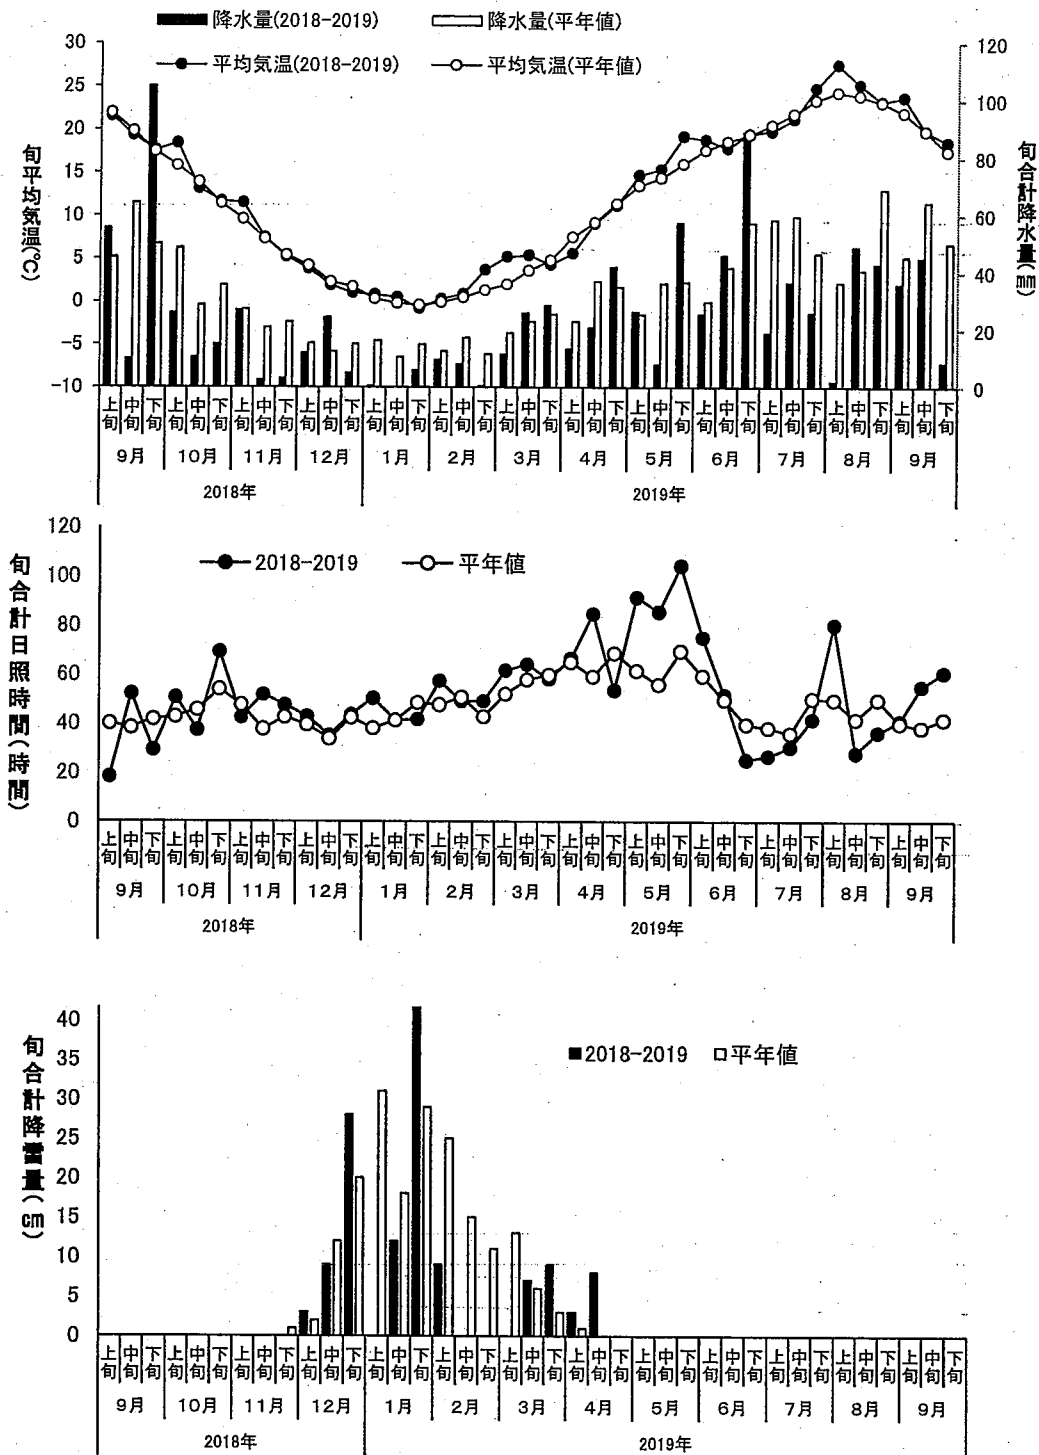 降水量(2018-2019) 降水量(平年値)
平均気温(2018-2019) 平均気温(平年値)
旬平均気温(℃)
30
25
20
15
10
5
0
-5
-10
旬合計降水量(㎜)
120
100
80
60
40
20
0
上旬 中旬 下旬 上旬 中旬 下旬 上旬 中旬 下旬 上旬 中旬 下旬 上旬 中旬 下旬 上旬 中旬 下旬 上旬 中旬 下旬 上旬 中旬 下旬 上旬 中旬 下旬 上旬 中旬 下旬 上旬 中旬 下旬 上旬 中旬 下旬 上旬 中旬 下旬
9月 10月 11月 12月 1月 2月 3月 4月 5月 6月 7月 8月 9月
2018年 2019年
旬合計日照時間(時間)
2018-2019 平年値
120
100
80
60
40
20
0
上旬 中旬 下旬 上旬 中旬 下旬 上旬 中旬 下旬 上旬 中旬 下旬 上旬 中旬 下旬 上旬 中旬 下旬 上旬 中旬 下旬 上旬 中旬 下旬 上旬 中旬 下旬 上旬 中旬 下旬 上旬 中旬 下旬 上旬 中旬 下旬 上旬 中旬 下旬
9月 10月 11月 12月 1月 2月 3月 4月 5月 6月 7月 8月 9月
2018年 2019年
旬合計降雪量(㎝)
2018-2019 平年値
40
35
30
25
20
15
10
5
0
上旬 中旬 下旬 上旬 中旬 下旬 上旬 中旬 下旬 上旬 中旬 下旬 上旬 中旬 下旬 上旬 中旬 下旬 上旬 中旬 下旬 上旬 中旬 下旬 上旬 中旬 下旬 上旬 中旬 下旬 上旬 中旬 下旬 上旬 中旬 下旬 上旬 中旬 下旬
9月 10月 11月 12月 1月 2月 3月 4月 5月 6月 7月 8月 9月
2018年 2019年